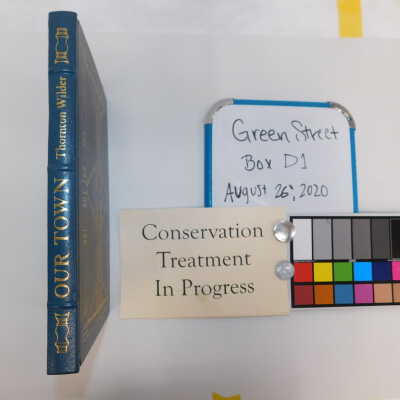 OUR TOWN Thornton Wilder
Green Street
Box D1
August 26, 2020
Conservation
Treatment
In Progress